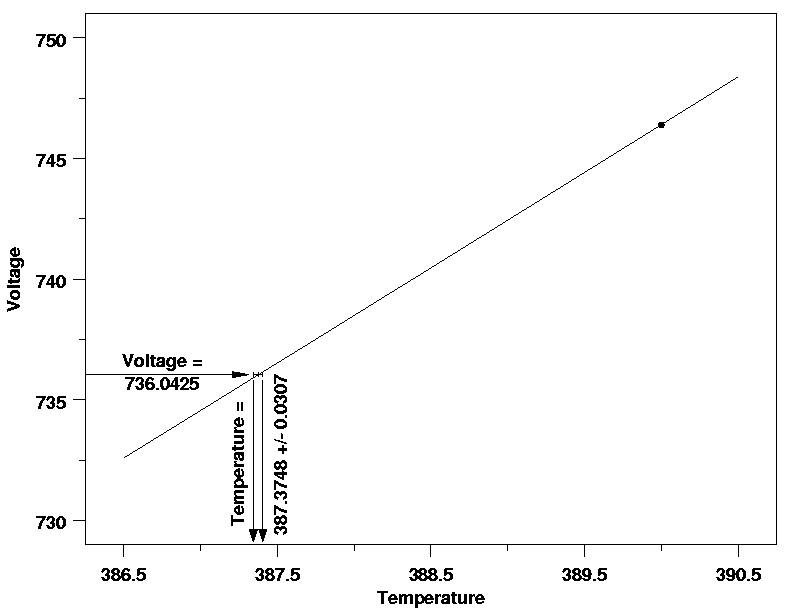 750
745
740
735
730
Voltage
Voltage =
736.0425
Temperature =
387.3748 +/- 0.0307
386.5
387.5
388.5
389.5
390.5
Temperature